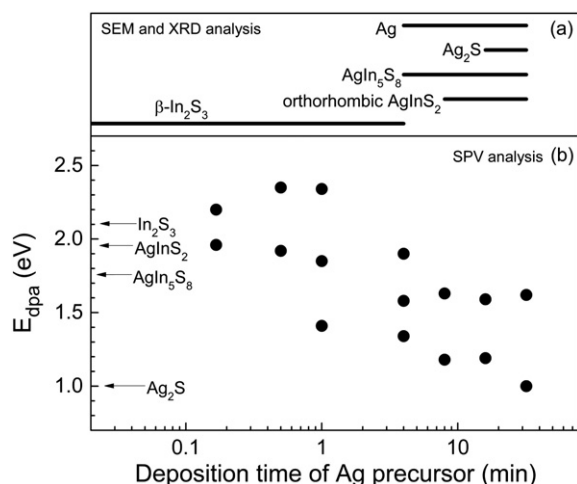 SEM and XRD analysis
Ag
(a)
Ag₂S
AgIn₅S₈
orthorhombic AgInS₂
β-In₂S₃
2.5
SPV analysis (b)
In₂S₃
2.0
AgInS₂
AgIn₅S₈
1.5
Ag₂S
1.0
E_dpa (eV)
0.1 1 10
Deposition time of Ag precursor (min)